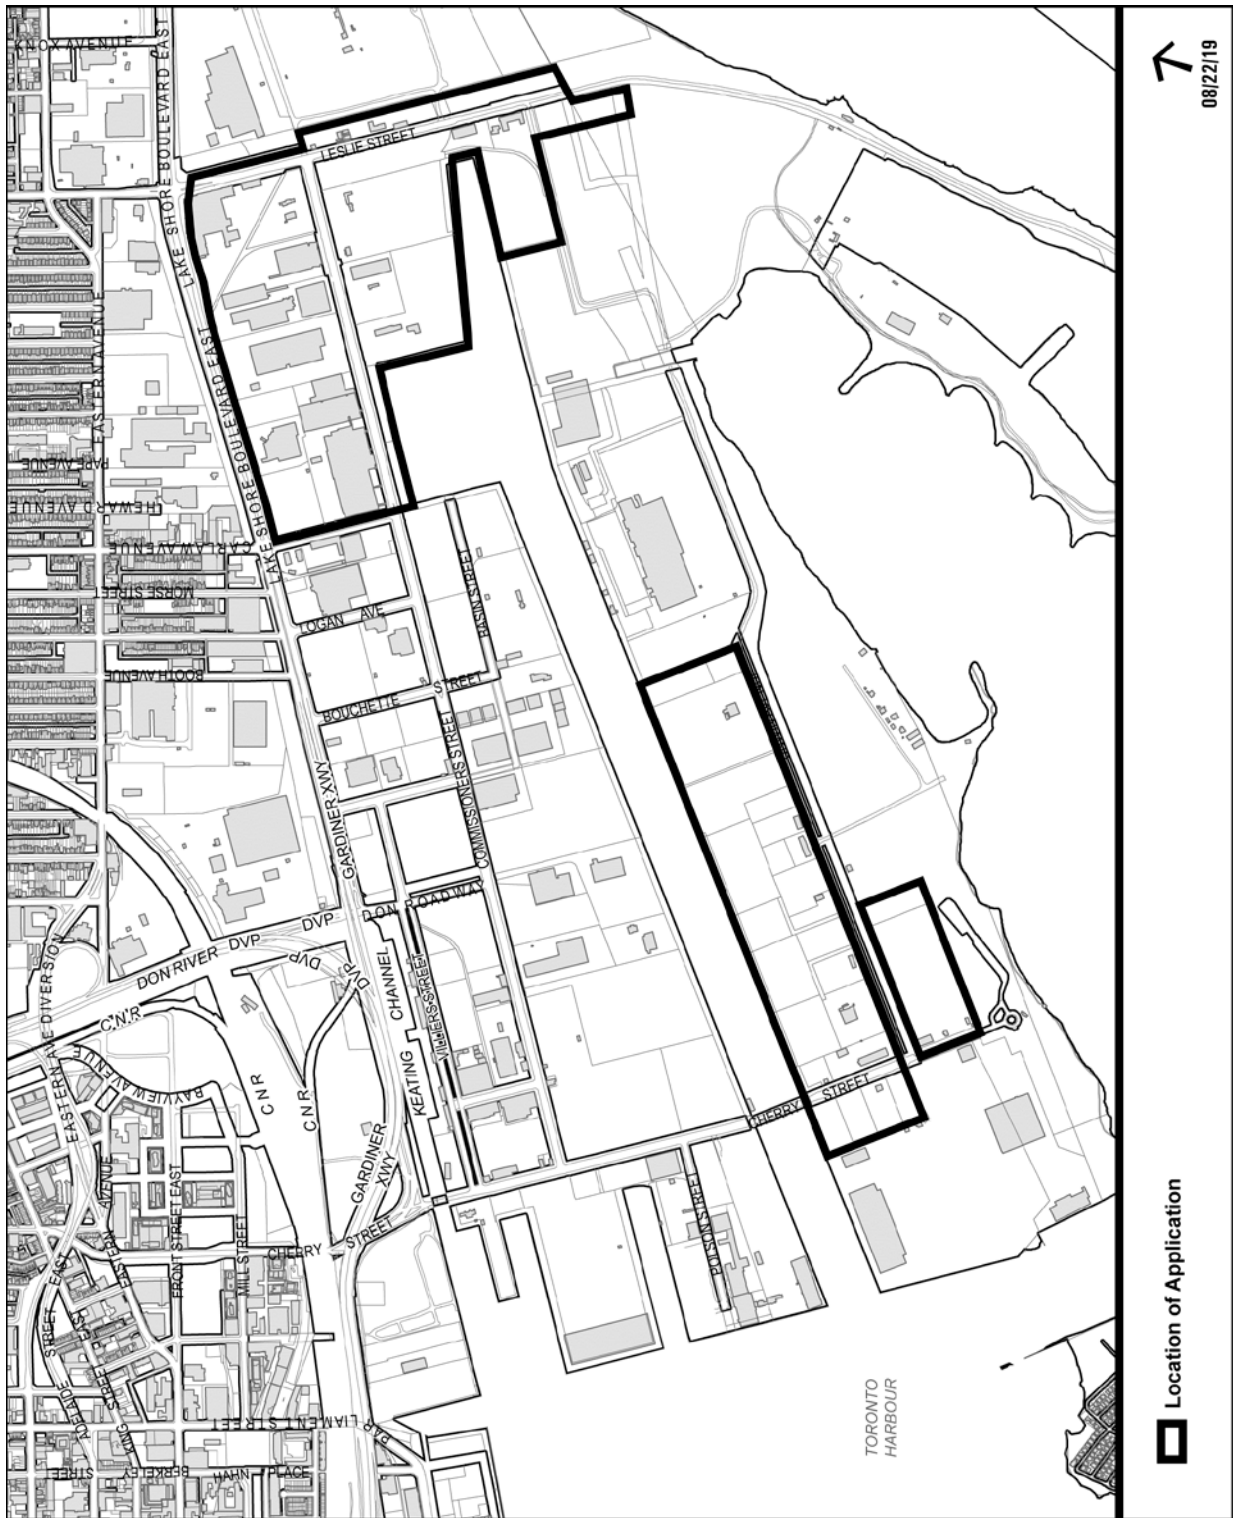 KNOX AVENUE
LAKE SHORE BOULEVARD EAST
LESLIE STREET
EASTERN AVENUE
LAKE SHORE BOULEVARD EAST
PAPE AVENUE
HEWARD AVENUE
CARLAW AVENUE
MORSE STREET
BOOTH AVENUE
LOGAN AVE
BASIN STREET
BOUCHETTE STREET
COMMISSIONERS STREET
GARDINER XWY
DON ROADWAY
DVP
DVP
DVP
DVP
DON RIVER
EASTERN AVE DIVERSION
C N R
C N R
C N R
BAYVIEW AVENUE
KEATING CHANNEL
VILLIERS STREET
GARDINER
XWY
CHERRY STREET
CHERRY STREET
POLSON STREET
EASTERN AVENUE
FRONT STREET EAST
MILL STREET
ADELAIDE STREET EAST
KING STREET EAST
PARLIAMENT STREET
BERKELEY STREET
HAHN PLACE
TORONTO
HARBOUR
Location of Application
08/22/19